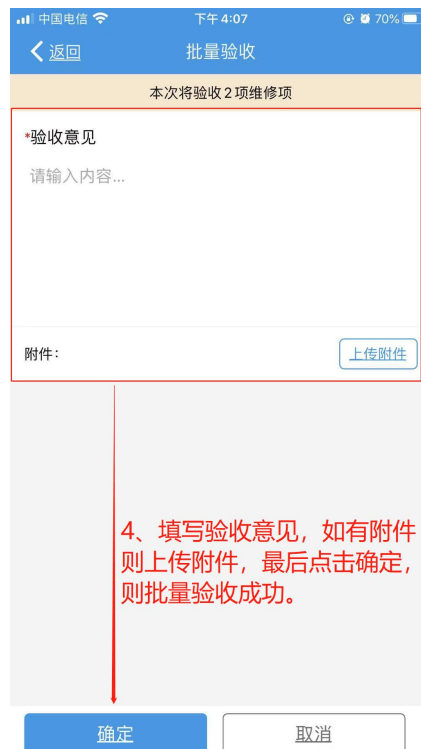 中国电信 下午4:07 70%
返回 批量验收
本次将验收2项维修项
*验收意见
请输入内容...
附件： 上传附件
4、填写验收意见，如有附件
则上传附件，最后点击确定，
则批量验收成功。
确定 取消